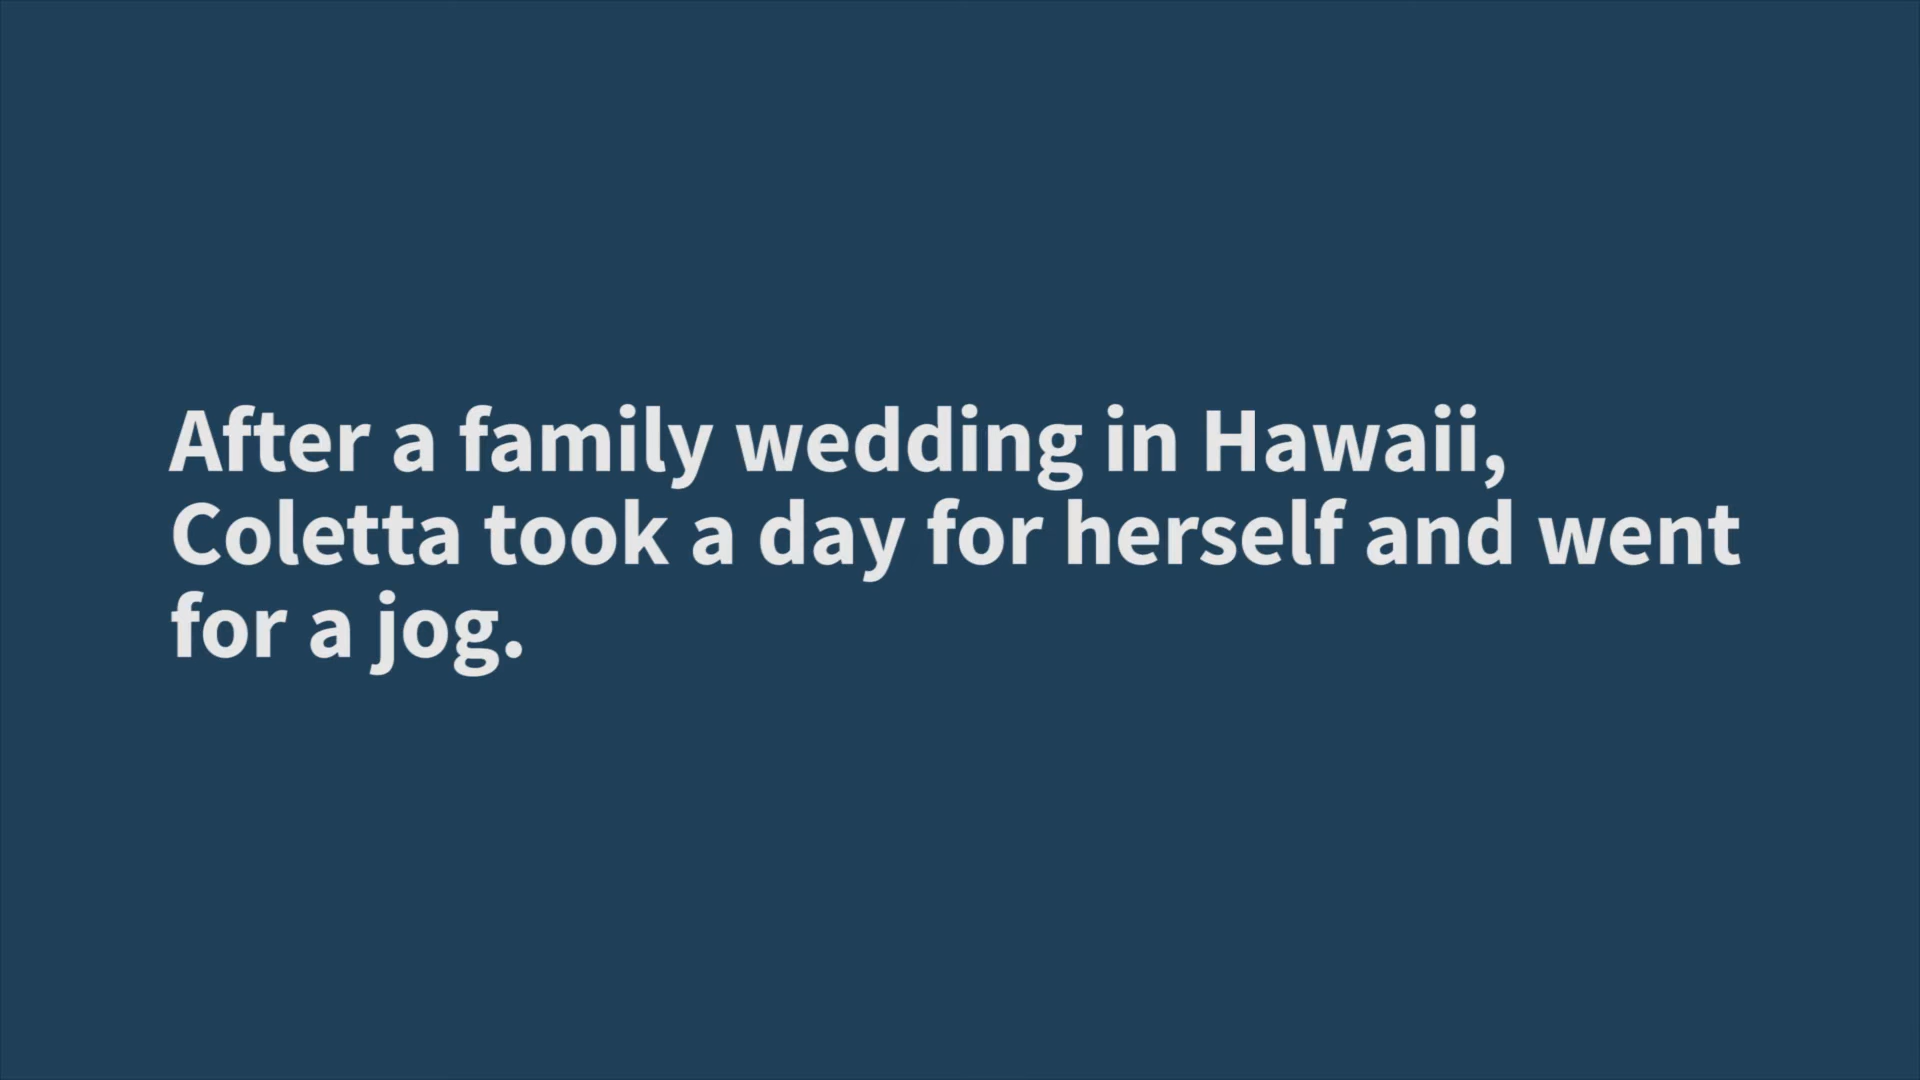 After a family wedding in Hawaii,
Coletta took a day for herself and went
for a jog.